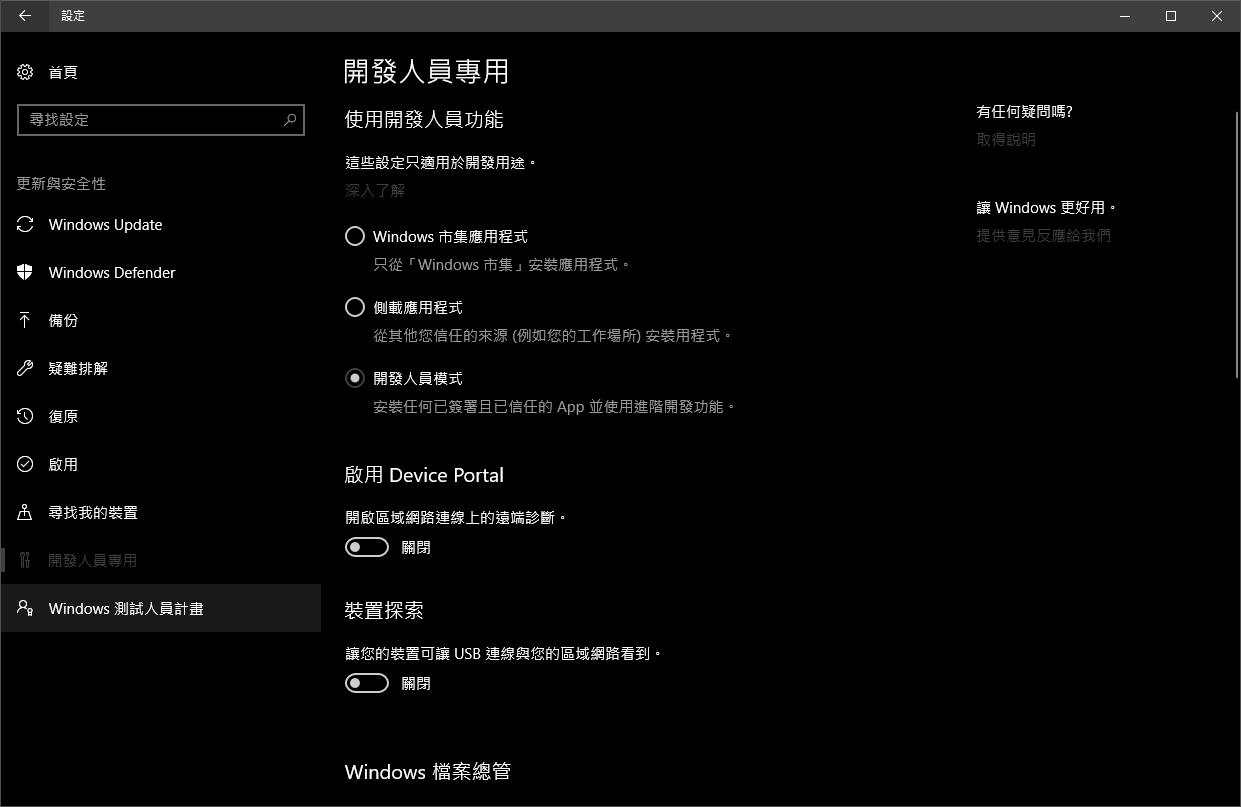 設定
首頁
尋找設定
更新與安全性
Windows Update
Windows Defender
備份
疑難排解
復原
啟用
尋找我的裝置
開發人員專用
Windows 測試人員計畫
開發人員專用
使用開發人員功能
這些設定只適用於開發用途。
深入了解
Windows 市集應用程式
只從「Windows 市集」安裝應用程式。
側載應用程式
從其他您信任的來源 (例如您的工作場所) 安裝用程式。
開發人員模式
安裝任何已簽署且已信任的 App 並使用進階開發功能。
啟用 Device Portal
開啟區域網路連線上的遠端診斷。
關閉
裝置探索
讓您的裝置可讓 USB 連線與您的區域網路看到。
關閉
Windows 檔案總管
有任何疑問嗎?
取得說明
讓 Windows 更好用。
提供意見反應給我們